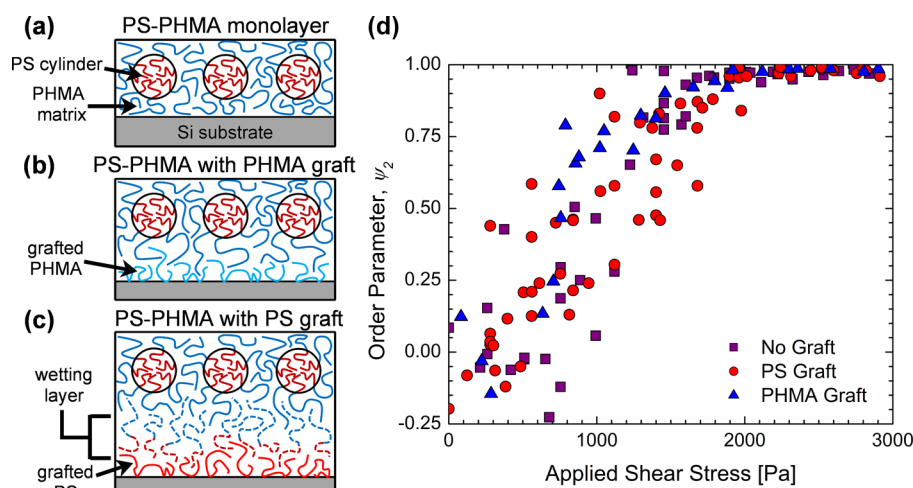 (a) PS-PHMA monolayer
PS cylinder
PHMA
matrix
Si substrate
(b) PS-PHMA with PHMA graft
grafted
PHMA
(c) PS-PHMA with PS graft
wetting
layer
grafted
(d)
Order Parameter, ψ2
1.00
0.75
0.50
0.25
0.00
-0.25
No Graft
PS Graft
PHMA Graft
0 1000 2000 3000
Applied Shear Stress [Pa]